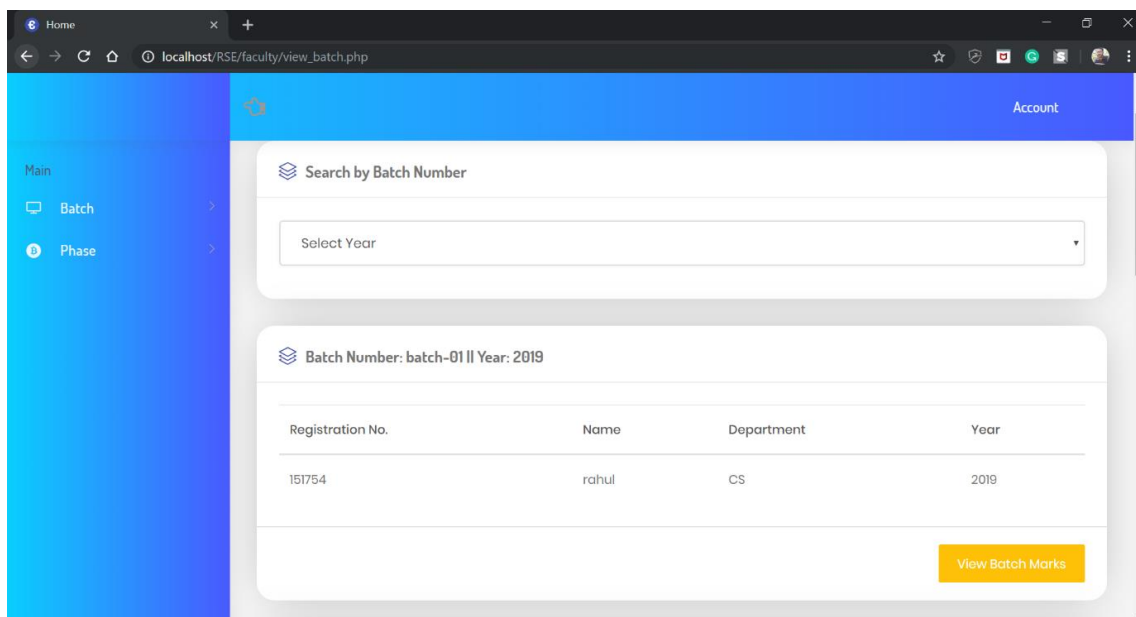 Home
localhost/RSE/faculty/view_batch.php
Account
Main
Batch
Phase
Search by Batch Number
Select Year
Batch Number: batch-01 || Year: 2019
Registration No. Name Department Year
151754 rahul CS 2019
View Batch Marks